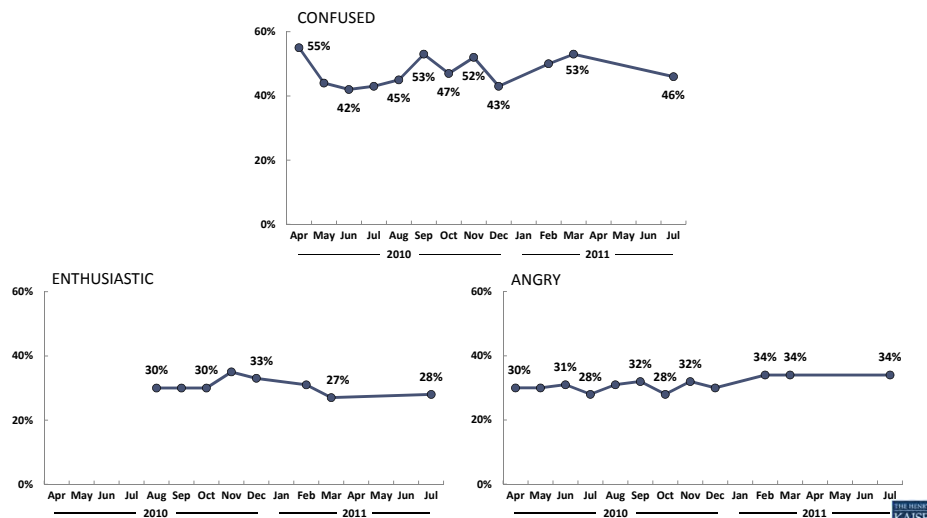 CONFUSED
60%
55%
53%
52%
53%
47%
46%
45%
42%
43%
40%
20%
0%
Apr May Jun Jul Aug Sep Oct Nov Dec Jan Feb Mar Apr May Jun Jul
2010 2011
ENTHUSIASTIC
60%
40%
30% 30% 33% 27% 28%
20%
0%
Apr May Jun Jul Aug Sep Oct Nov Dec Jan Feb Mar Apr May Jun Jul
2010 2011
ANGRY
60%
40%
30% 31% 28% 32% 28% 32% 34% 34% 34%
20%
0%
Apr May Jun Jul Aug Sep Oct Nov Dec Jan Feb Mar Apr May Jun Jul
2010 2011
THE HENRY
KAISER